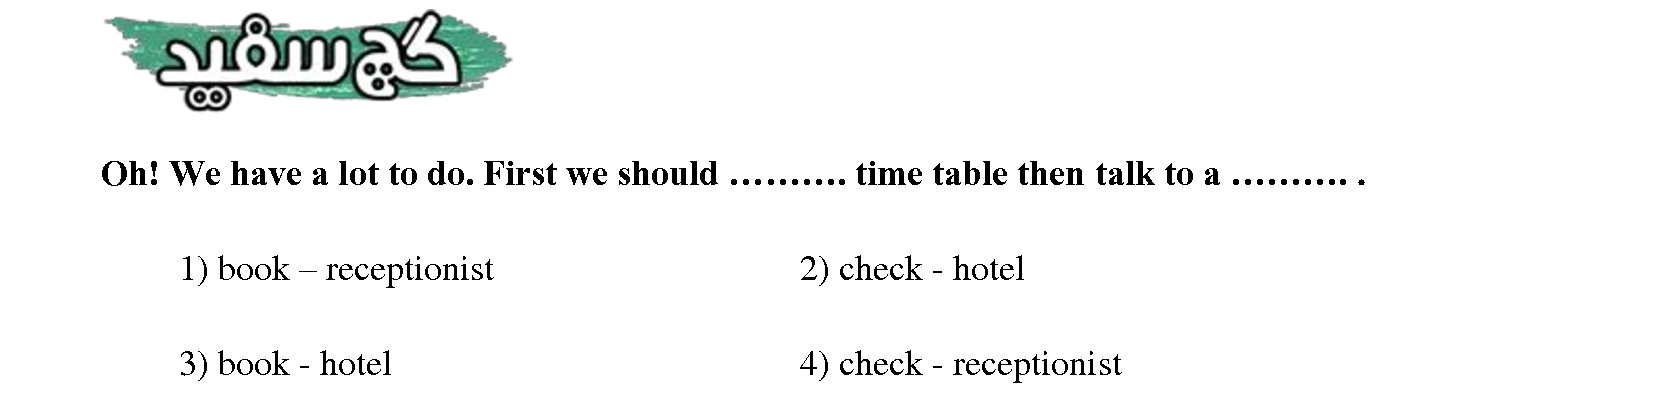 گچ سفید
Oh! We have a lot to do. First we should ………. time table then talk to a ………. .
1) book – receptionist 2) check - hotel
3) book - hotel 4) check - receptionist